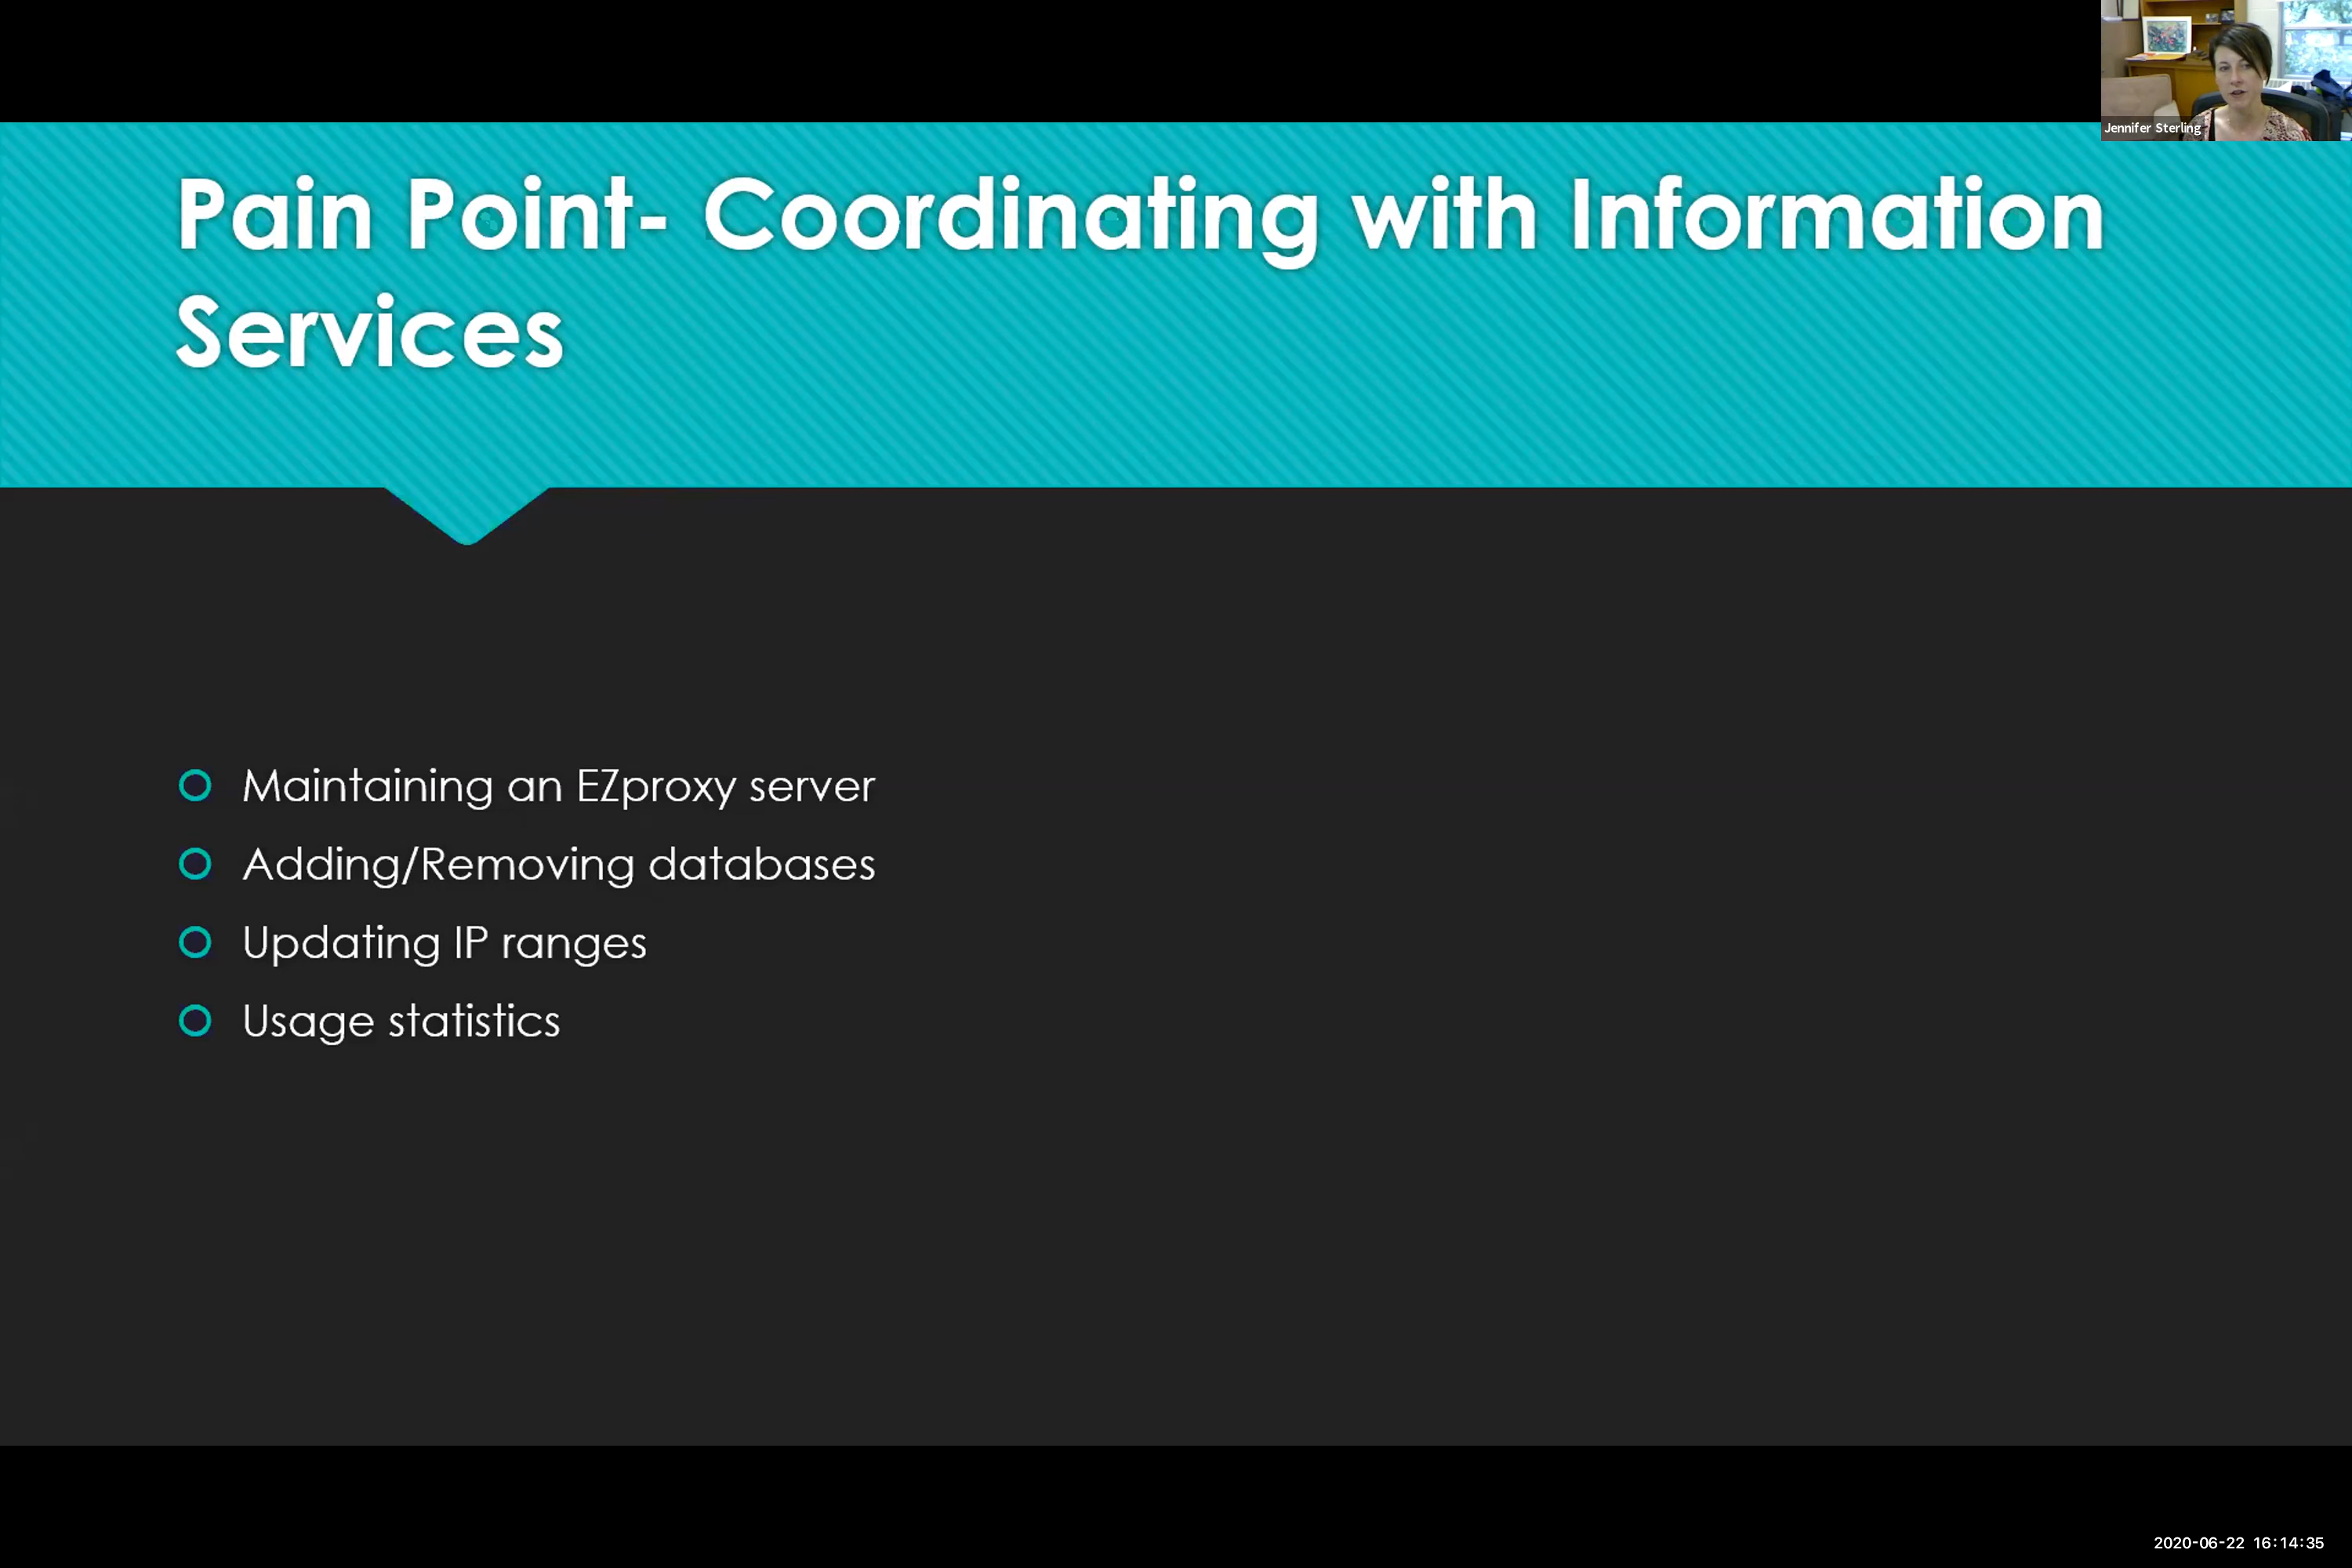 Jennifer Sterling
Pain Point- Coordinating with Information
Services
Maintaining an EZproxy server
Adding/Removing databases
Updating IP ranges
Usage statistics
2020-06-22 16:14:35